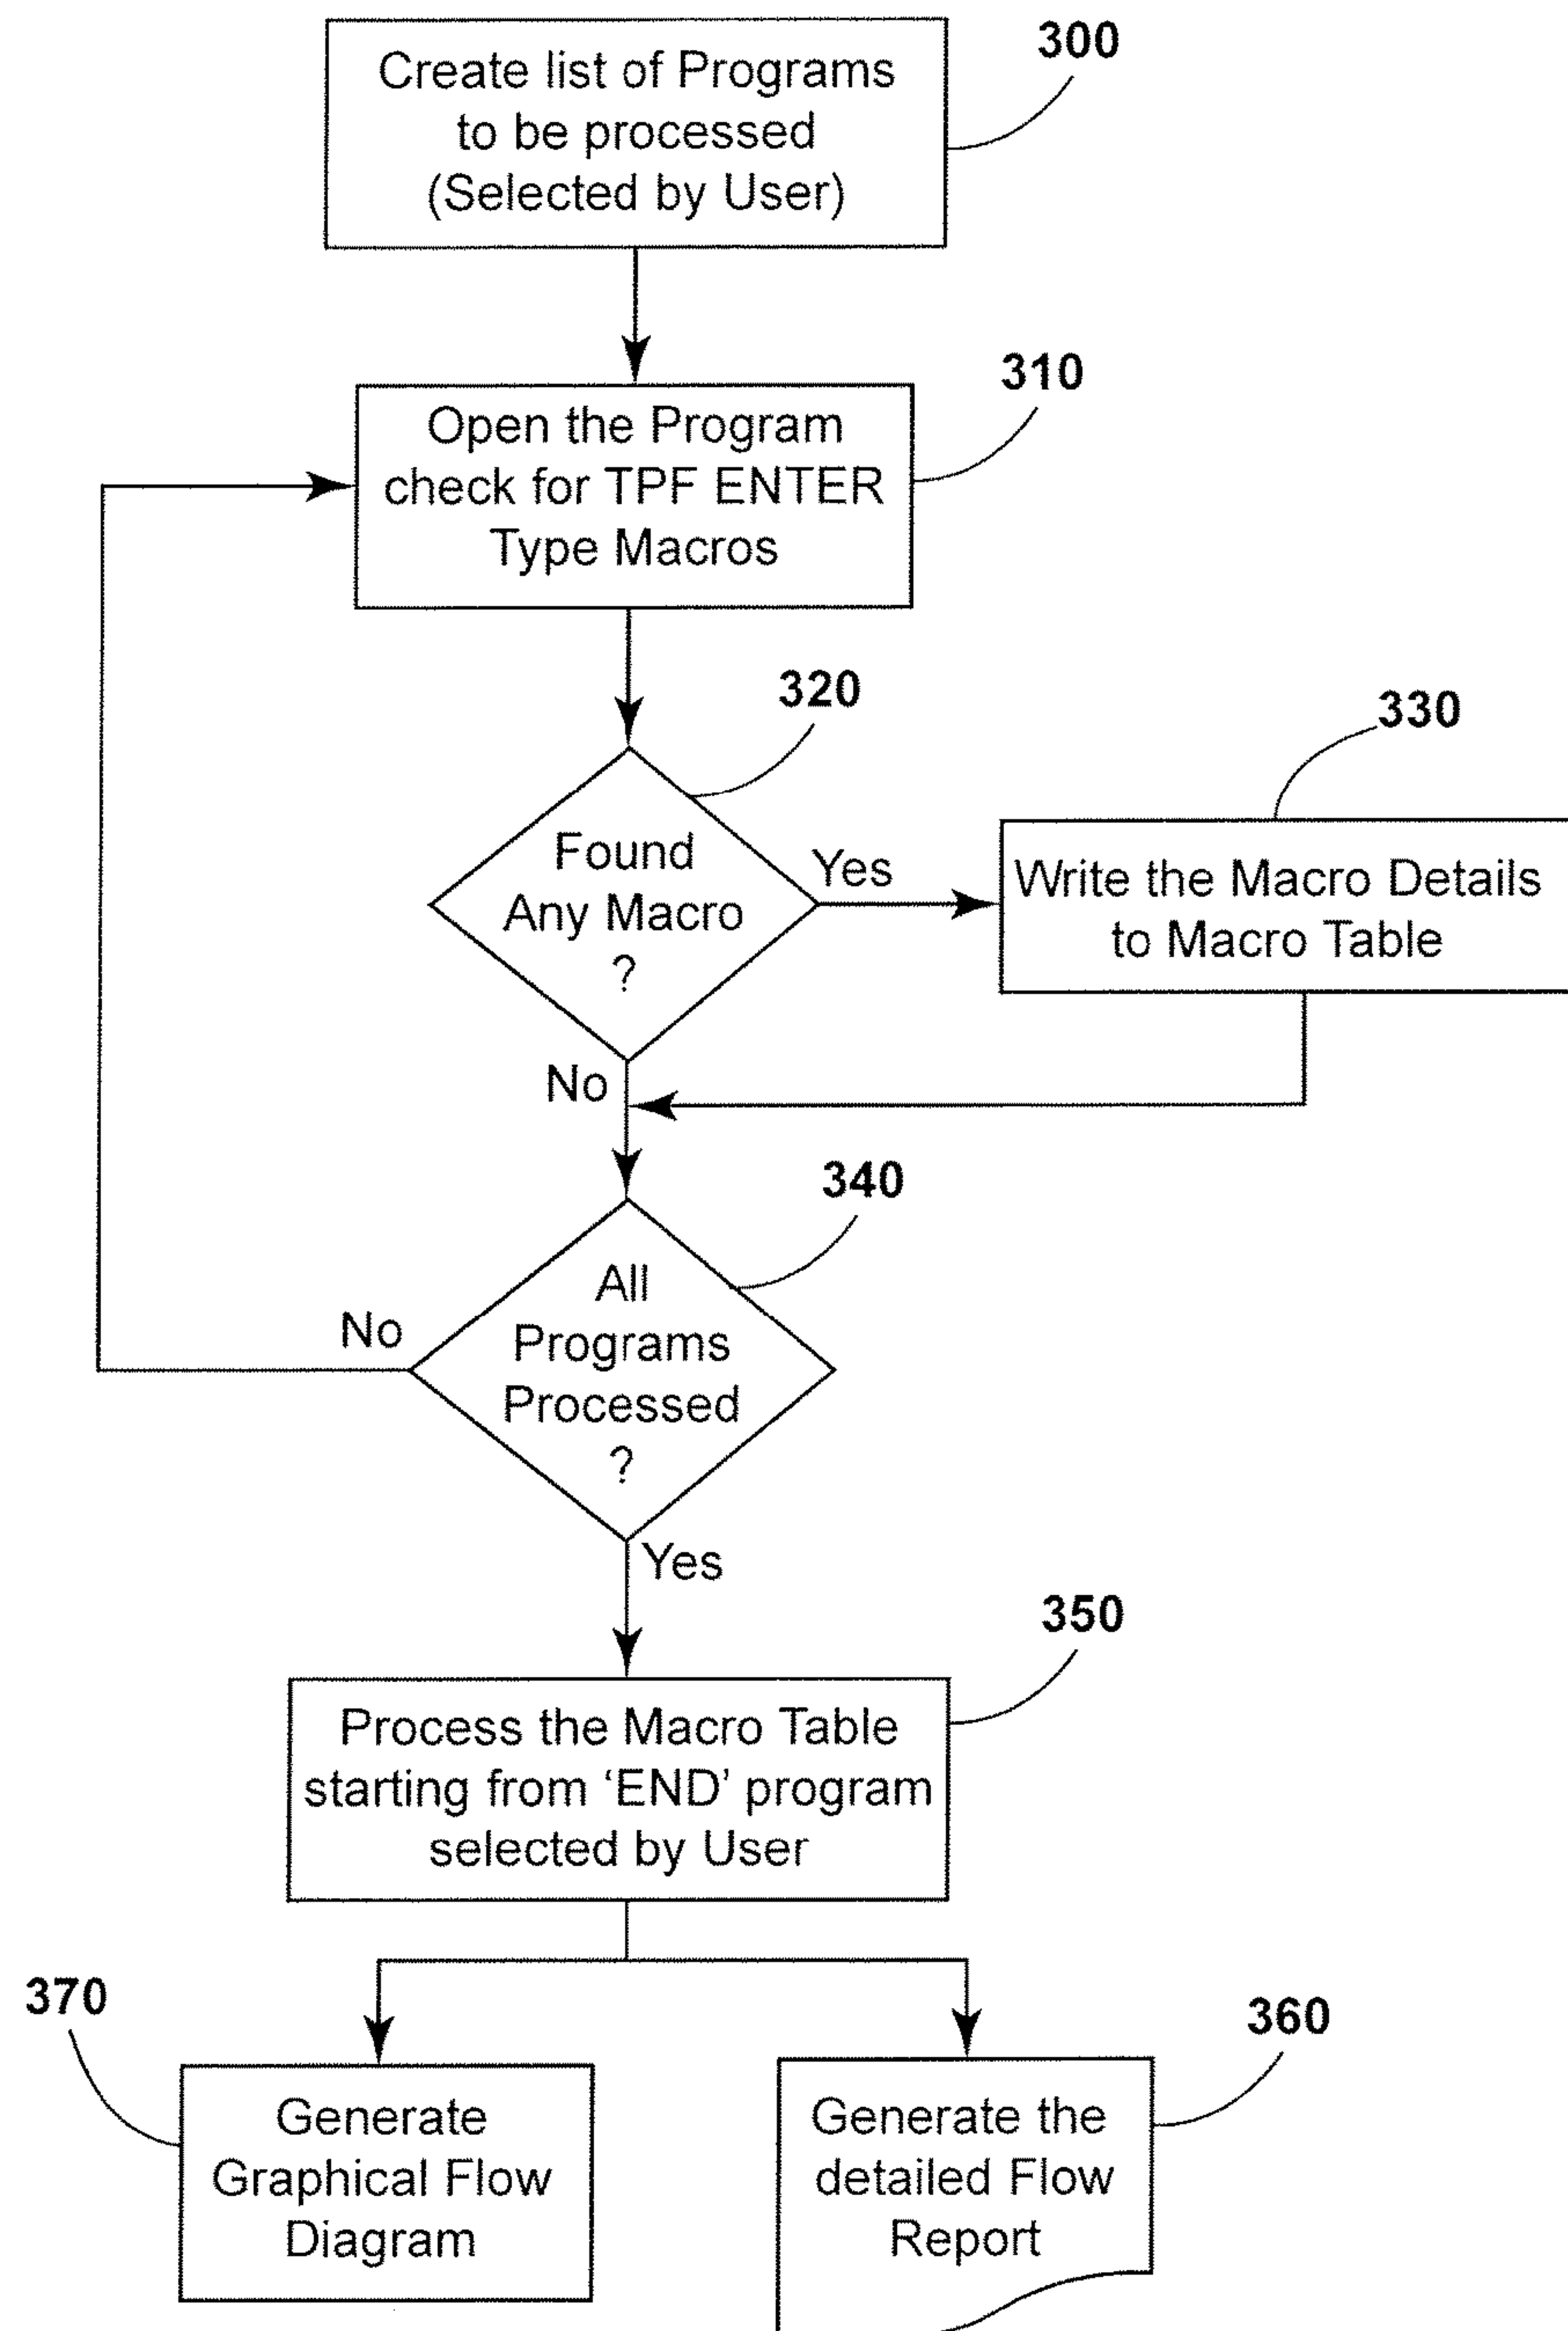 300
Create list of Programs
to be processed
(Selected by User)
310
Open the Program
check for TPF ENTER
Type Macros
320
Found
Any Macro
?
Yes
330
Write the Macro Details
to Macro Table
No
340
All
Programs
Processed
?
No
Yes
350
Process the Macro Table
starting from ‘END’ program
selected by User
370
Generate
Graphical Flow
Diagram
360
Generate the
detailed Flow
Report